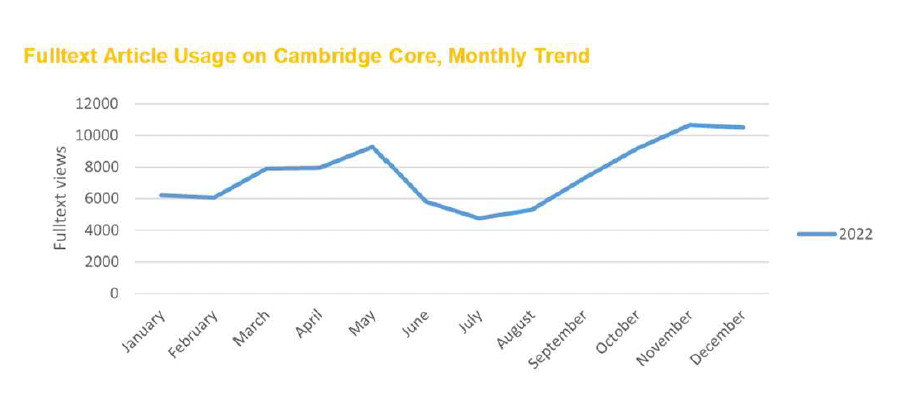 Fulltext Article Usage on Cambridge Core, Monthly Trend
Fulltext views
12000
10000
8000
6000
4000
2000
0
January
February
March
April
May
June
July
August
September
October
November
December
2022